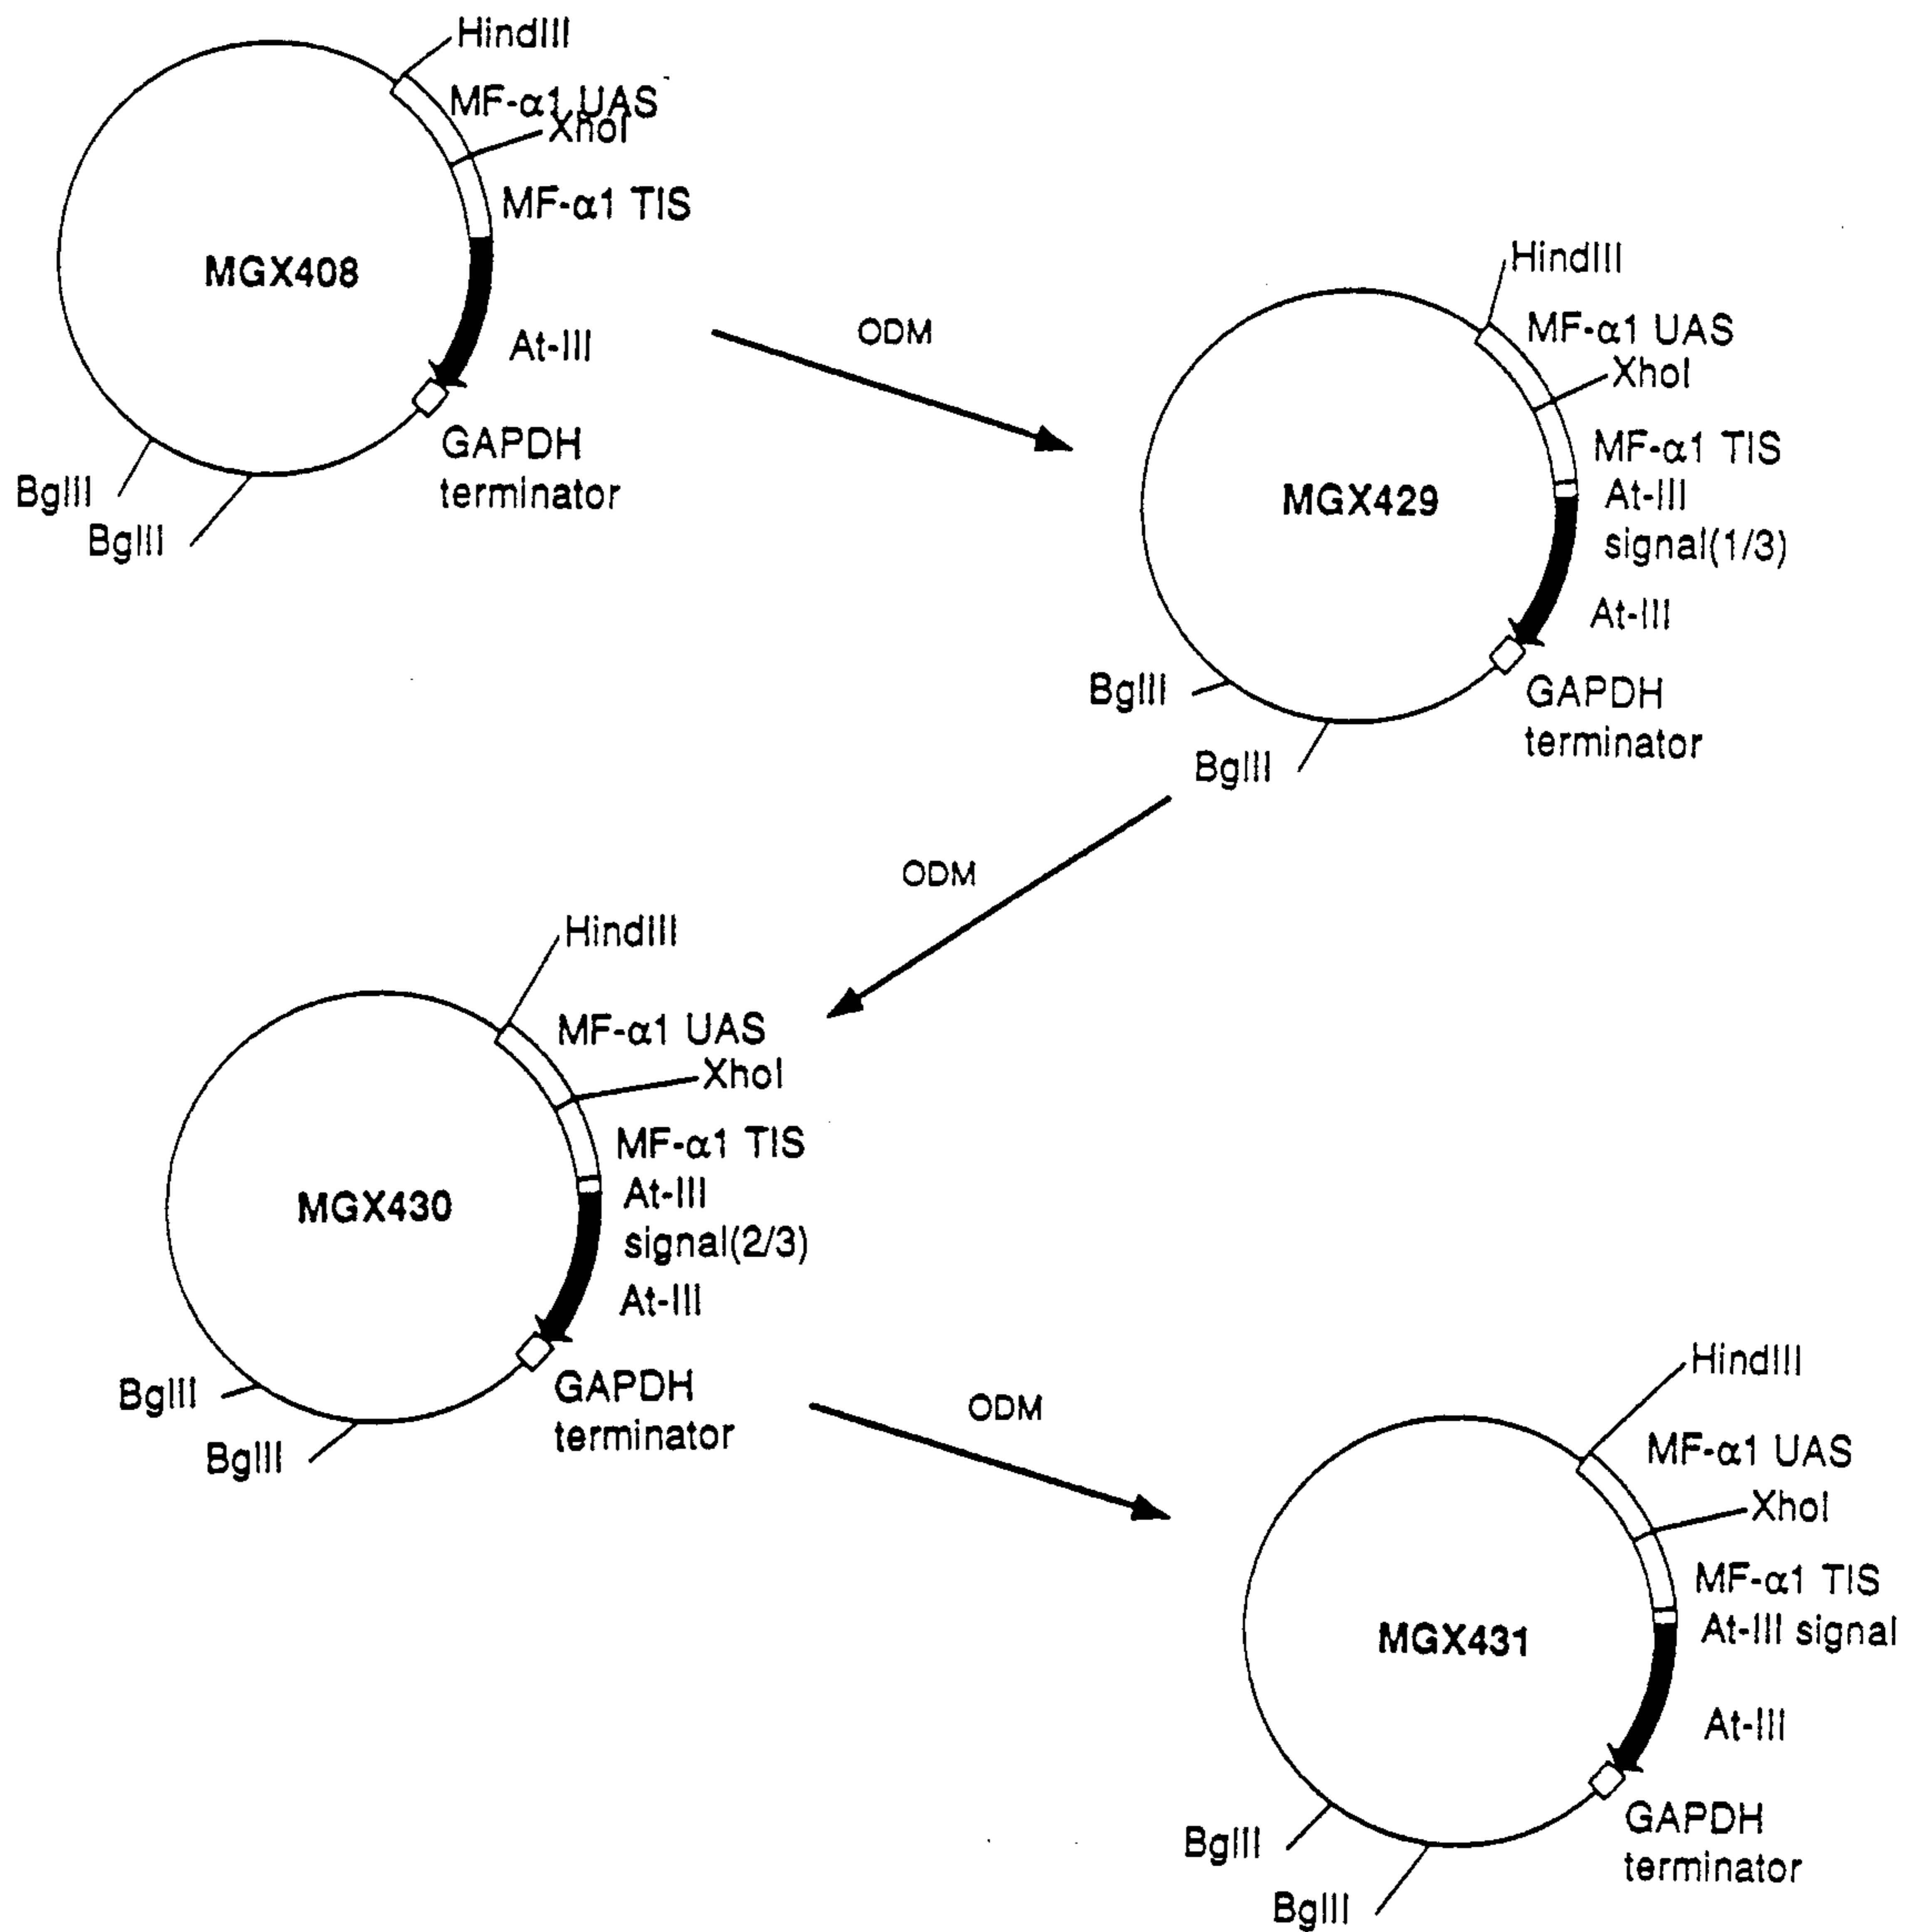 HindIII
MF-α1 UAS
XhoI
MF-α1 TIS
MGX408
At-III
GAPDH
terminator
BglII
BglII
ODM
HindIII
MF-α1 UAS
XhoI
MF-α1 TIS
At-III
signal(1/3)
MGX429
At-III
GAPDH
terminator
BglII
BglII
ODM
HindIII
MF-α1 UAS
XhoI
MF-α1 TIS
At-III
signal(2/3)
MGX430
At-III
GAPDH
terminator
BglII
BglII
ODM
HindIII
MF-α1 UAS
XhoI
MF-α1 TIS
At-III signal
MGX431
At-III
GAPDH
terminator
BglII
BglII